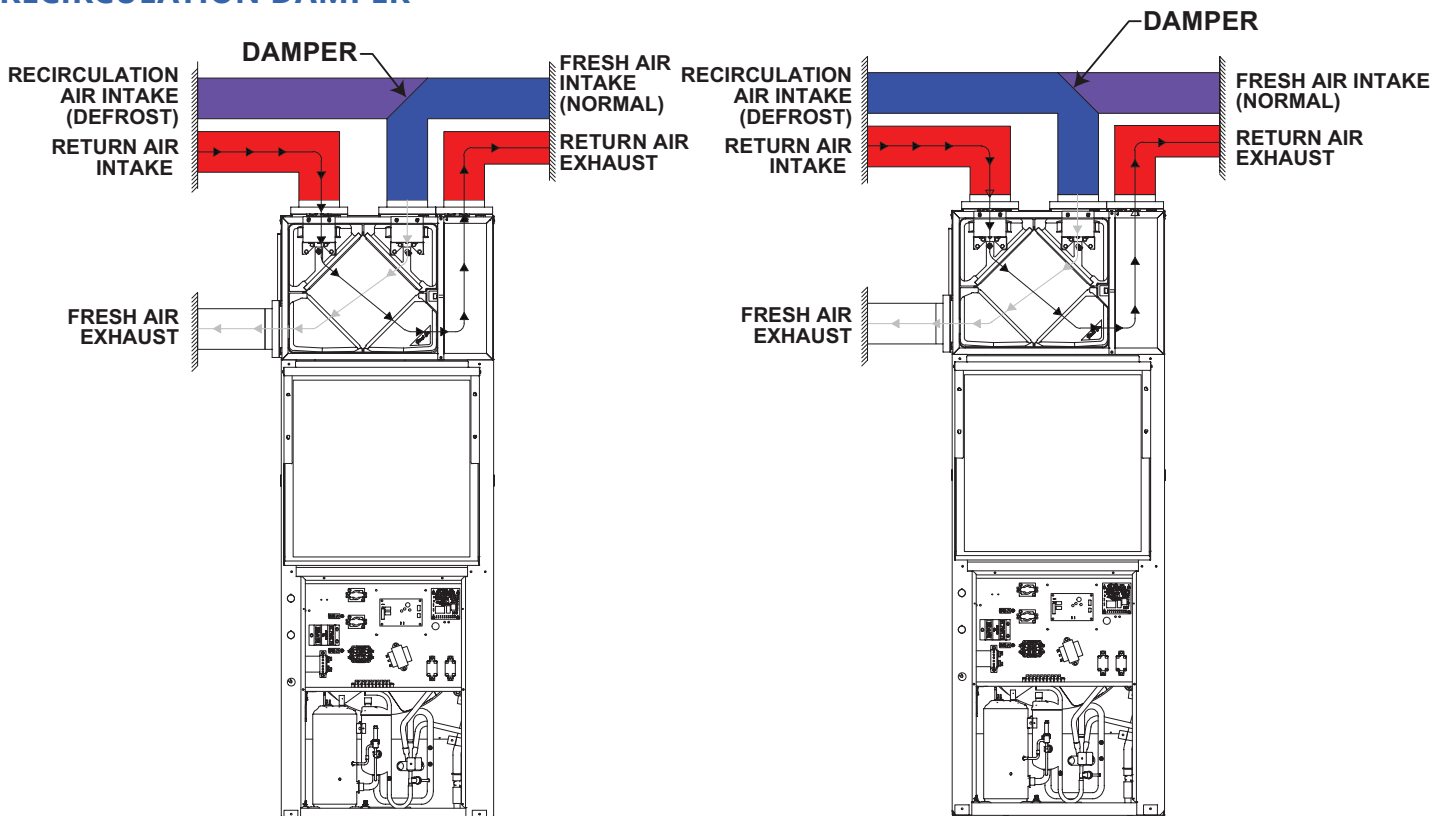 RECIRCULATION DAMPER
DAMPER
RECIRCULATION
AIR INTAKE
(DEFROST)
FRESH AIR
INTAKE
(NORMAL)
RETURN AIR
INTAKE
RETURN AIR
EXHAUST
FRESH AIR
EXHAUST
DAMPER
RECIRCULATION
AIR INTAKE
(DEFROST)
FRESH AIR INTAKE
(NORMAL)
RETURN AIR
INTAKE
RETURN AIR
EXHAUST
FRESH AIR
EXHAUST